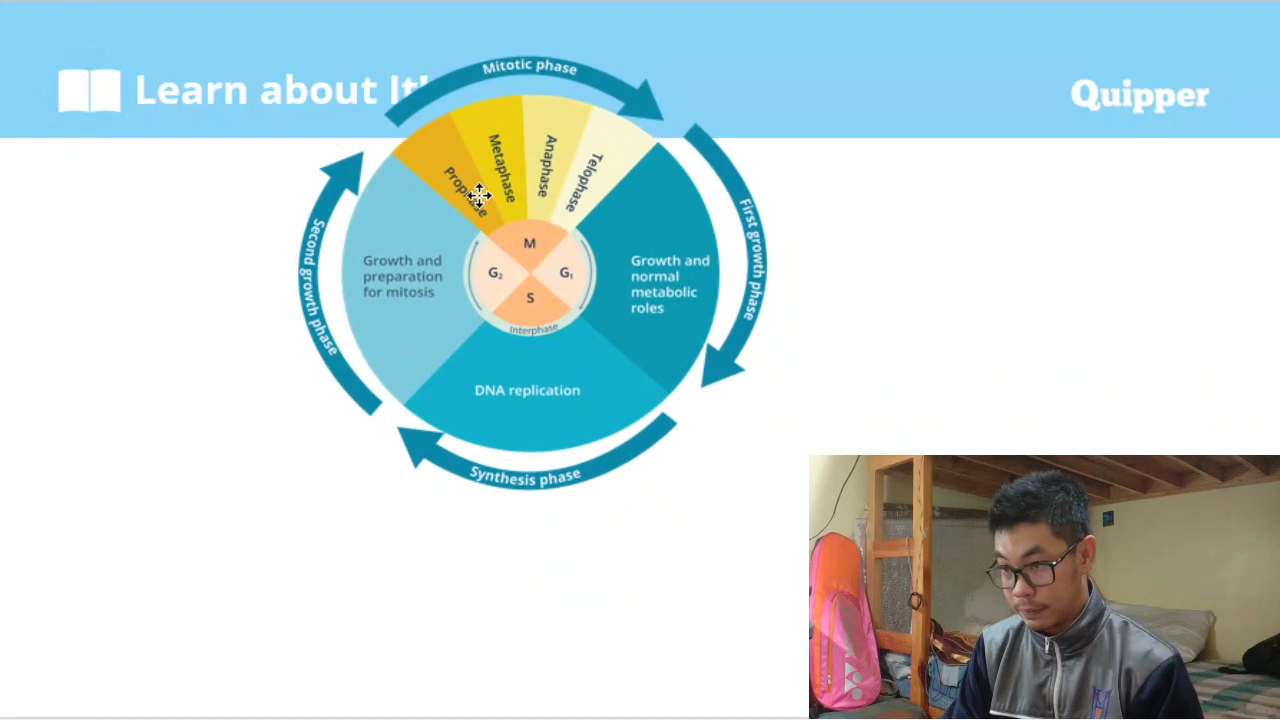 Learn about It!
Quipper
Mitotic phase
Prophase
Metaphase
Anaphase
Telophase
First growth phase
Second growth phase
Growth and
preparation
for mitosis
M
G₂
G₁
S
Interphase
Growth and
normal
metabolic
roles
DNA replication
Synthesis phase